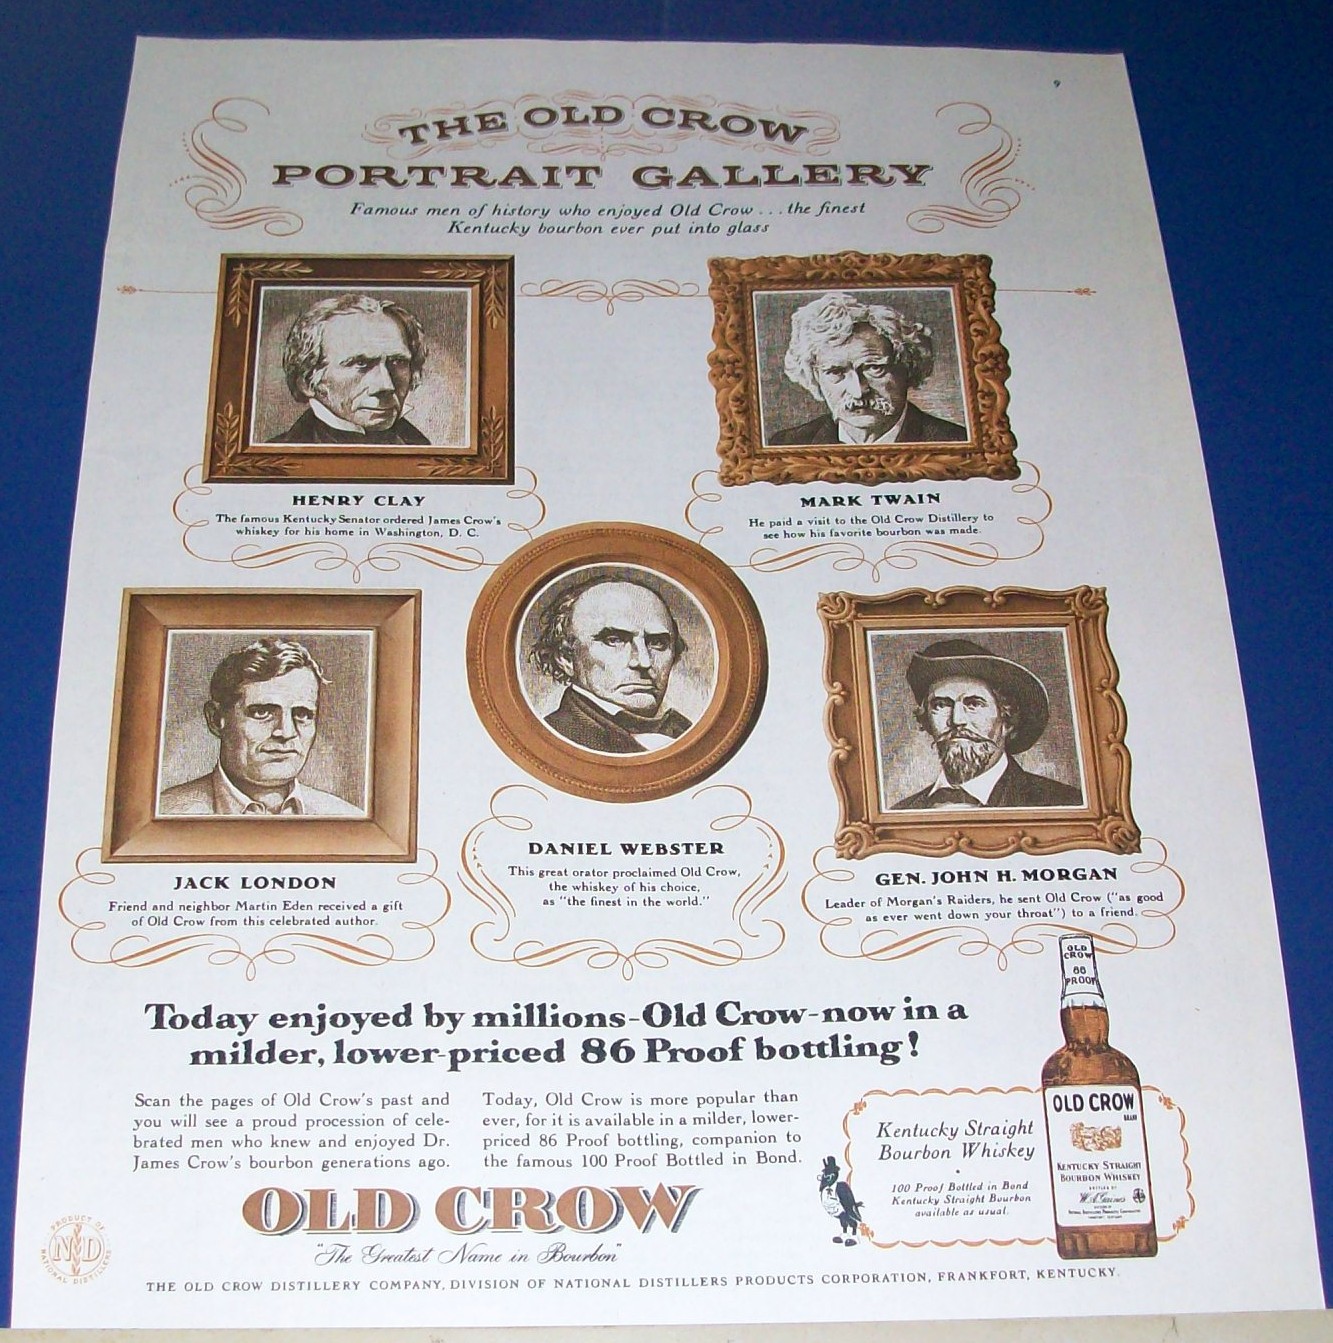 9
THE OLD CROW
PORTRAIT GALLERY
Famous men of history who enjoyed Old Crow . . . the finest
Kentucky bourbon ever put into glass
HENRY CLAY
The famous Kentucky Senator ordered James Crow's
whiskey for his home in Washington, D. C.
MARK TWAIN
He paid a visit to the Old Crow Distillery to
see how his favorite bourbon was made.
JACK LONDON
Friend and neighbor Martin Eden received a gift
of Old Crow from this celebrated author.
DANIEL WEBSTER
This great orator proclaimed Old Crow,
the whiskey of his choice,
as "the finest in the world."
GEN. JOHN H. MORGAN
Leader of Morgan's Raiders, he sent Old Crow ("as good
as ever went down your throat") to a friend.
Today enjoyed by millions-Old Crow-now in a
milder, lower-priced 86 Proof bottling!
Scan the pages of Old Crow's past and
you will see a proud procession of cele-
brated men who knew and enjoyed Dr.
James Crow's bourbon generations ago.
Today, Old Crow is more popular than
ever, for it is available in a milder, lower-
priced 86 Proof bottling, companion to
the famous 100 Proof Bottled in Bond.
OLD CROW
"The Greatest Name in Bourbon"
Kentucky Straight
Bourbon Whiskey
100 Proof Bottled in Bond
Kentucky Straight Bourbon
available as usual.
OLD
CROW
86
PROOF
OLD CROW
BRAND
KENTUCKY STRAIGHT
BOURBON WHISKEY
W.A. Gaines
PRODUCT OF
ND
NATIONAL DISTILLERS
THE OLD CROW DISTILLERY COMPANY, DIVISION OF NATIONAL DISTILLERS PRODUCTS CORPORATION, FRANKFORT, KENTUCKY.